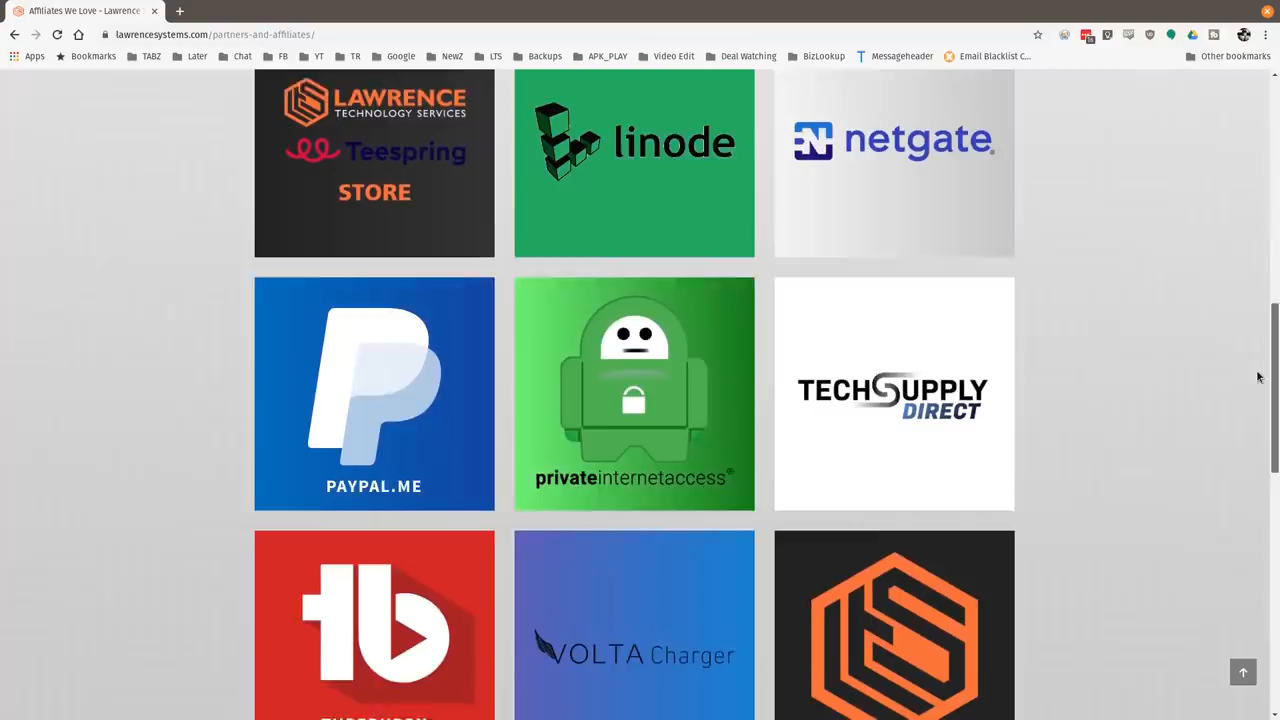 Affiliates We Love - Lawrence
lawrencesystems.com/partners-and-affiliates/
Apps Bookmarks TABZ Later Chat FB YT TR Google NewZ LTS Backups APK_PLAY Video Edit Deal Watching BizLookup Messageheader Email Blacklist C... Other bookmarks
LAWRENCE
TECHNOLOGY SERVICES
Teespring
STORE
linode
netgate®
PAYPAL.ME
privateinternetaccess®
TECHSUPPLY
DIRECT
tb
VOLTA Charger